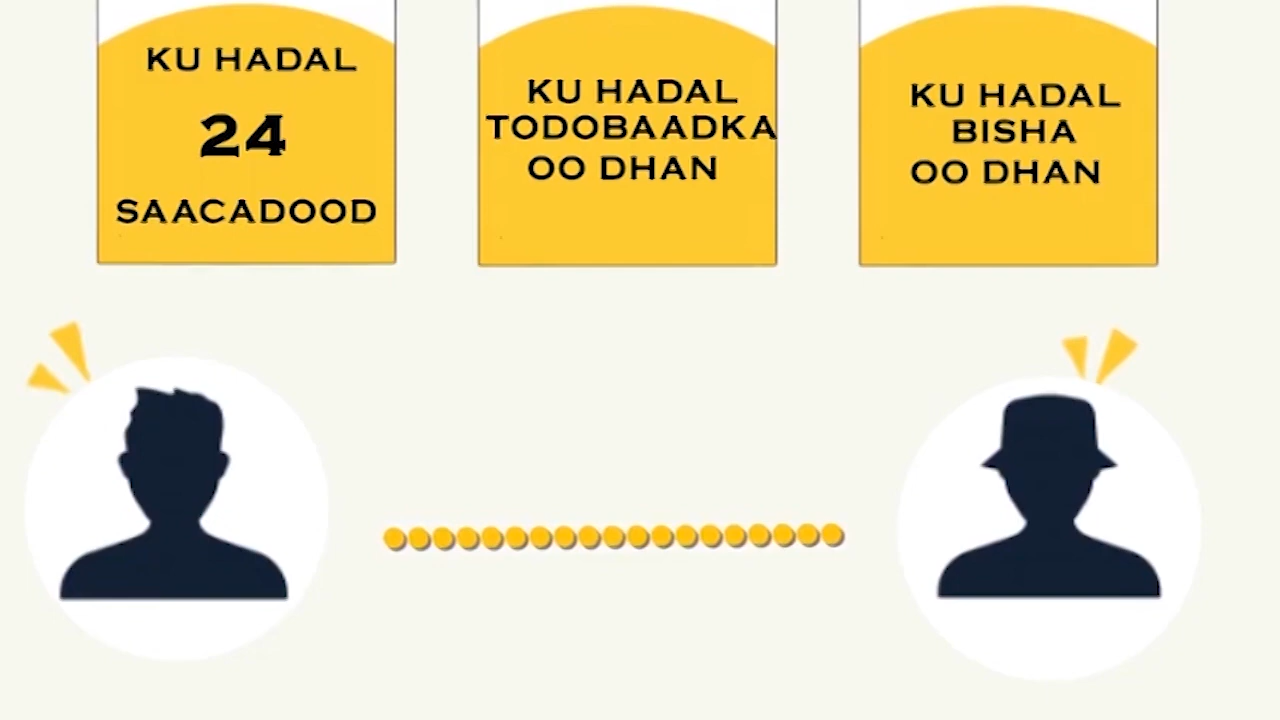 KU HADAL
24
SAACADOOD
KU HADAL
TODOBAADKA
OO DHAN
KU HADAL
BISHA
OO DHAN